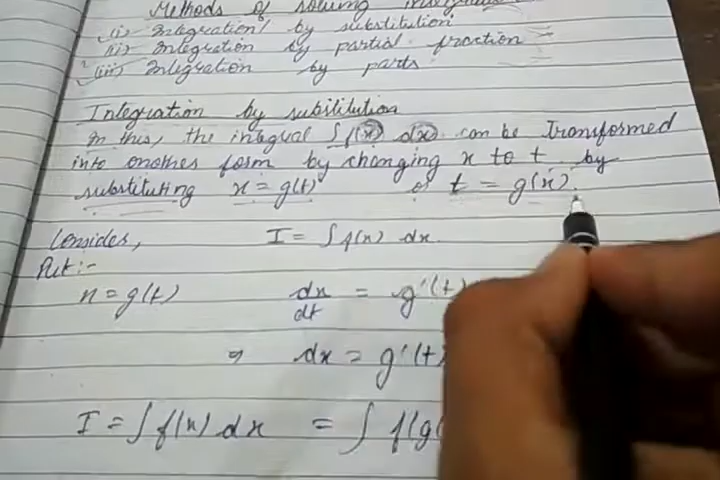 Methods of solving
(i) Integration by substitution
(ii) Integration by partial fraction
(iii) Integration by parts
Integration by substitution
In this, the integral ∫f(x) dx can be transformed
into another form by changing x to t by
substituting x = g(t) or t = g(x).
Consider, I = ∫f(x) dx.
Put:-
x = g(t) dx/dt = g'(t)
⇒ dx = g'(t)
I = ∫f(x) dx = ∫ f(g(